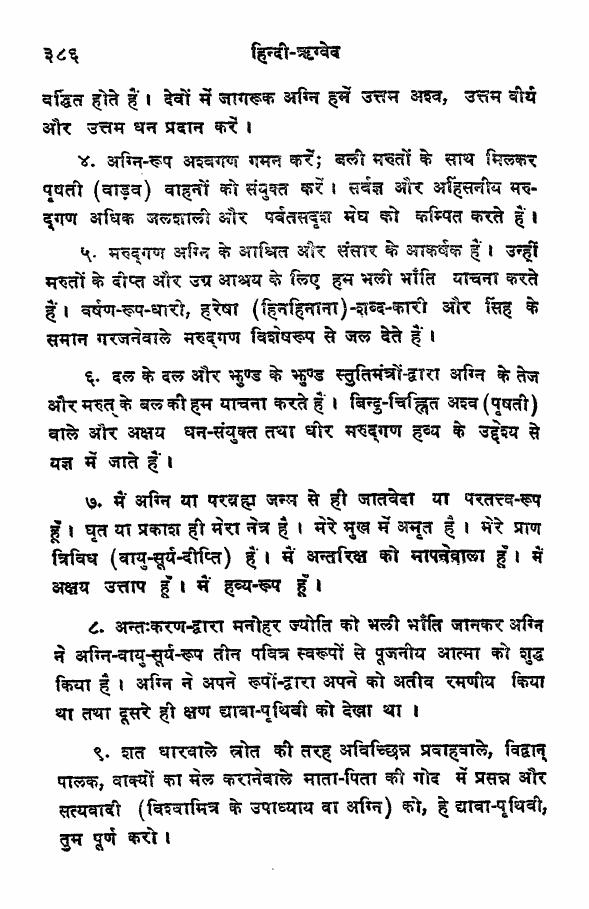 ३८६ हिन्दी-ऋग्वेद
वर्द्धित होते हैं। देवों में जागरूक अग्नि हमें उत्तम अश्व, उत्तम वीर्य
और उत्तम धन प्रदान करें।
४. अग्नि-रूप अश्वगण गमन करें; बली मरुतों के साथ मिलकर
पृषती (वाड़व) वाहनों को संयुक्त करें। सर्वज्ञ और अहिंसनीय मरु-
द्गण अधिक जलशाली और पर्वतसदृश मेघ को कम्पित करते हैं।
५. मरुद्गण अग्नि के आश्रित और संसार के आकर्षक हैं। उन्हीं
मरुतों के दीप्त और उग्र आश्रय के लिए हम भली भाँति याचना करते
हैं। वर्षण-रूप-धारी, हरेषा (हिनहिनाना)-शब्द-कारी और सिंह के
समान गरजनेवाले मरुद्गण विशेषरूप से जल देते हैं।
६. दल के दल और झुण्ड के झुण्ड स्तुतिमंत्रों-द्वारा अग्नि के तेज
और मरुत् के बल की हम याचना करते हैं। बिन्दु-चिह्नित अश्व (पृषती)
वाले और अक्षय धन-संयुक्त तथा धीर मरुद्गण हव्य के उद्देश्य से
यज्ञ में जाते हैं।
७. मैं अग्नि या परब्रह्म जन्म से ही जातवेदा या परतत्त्व-रूप
हूँ। घृत या प्रकाश ही मेरा नेत्र है। मेरे मुख में अमृत है। मेरे प्राण
त्रिविध (वायु-सूर्य-दीप्ति) हैं। मैं अन्तरिक्ष को मापनेवाला हूँ। मैं
अक्षय उत्ताप हूँ। मैं हव्य-रूप हूँ।
८. अन्तःकरण-द्वारा मनोहर ज्योति को भली भाँति जानकर अग्नि
ने अग्नि-वायु-सूर्य-रूप तीन पवित्र स्वरूपों से पूजनीय आत्मा को शुद्ध
किया है। अग्नि ने अपने रूपों-द्वारा अपने को अतीव रमणीय किया
था तथा दूसरे ही क्षण द्यावा-पृथिवी को देखा था।
९. शत धारवाले स्रोत की तरह अविच्छिन्न प्रवाहवाले, विद्वान्
पालक, वाक्यों का मेल करानेवाले माता-पिता की गोद में प्रसन्न और
सत्यवादी (विश्वामित्र के उपाध्याय वा अग्नि) को, हे द्यावा-पृथिवी,
तुम पूर्ण करो।